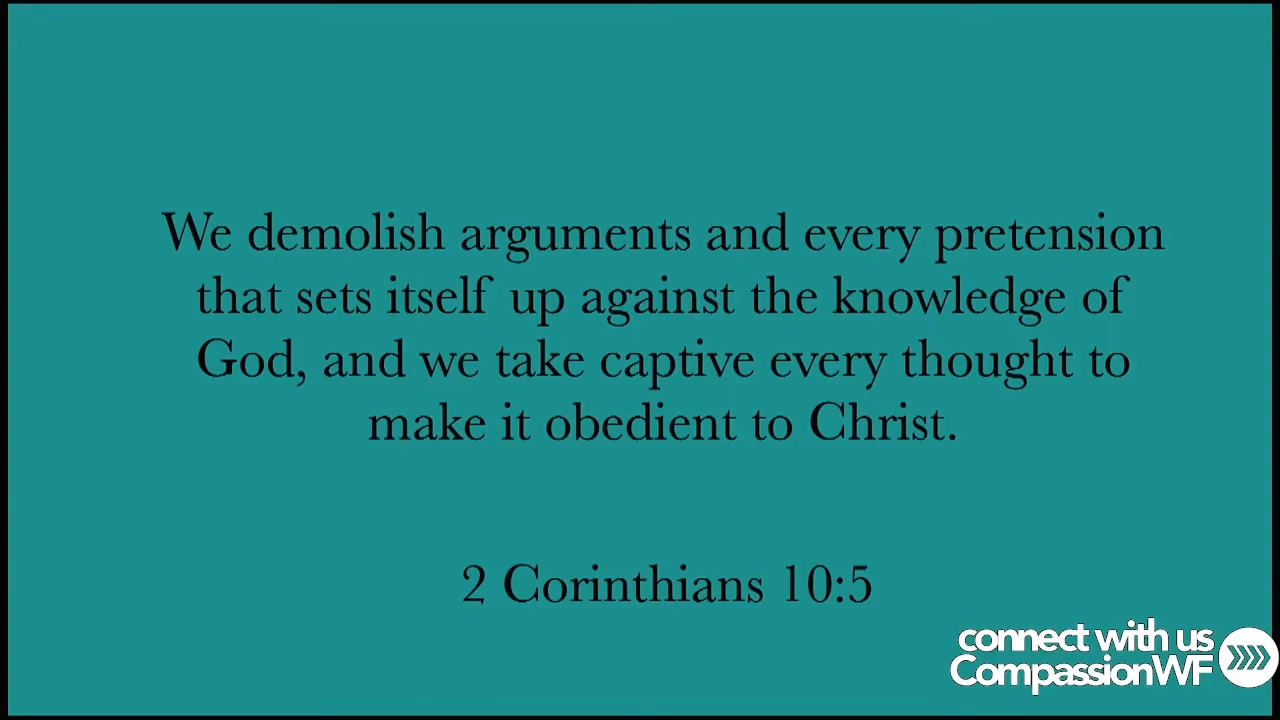 We demolish arguments and every pretension
that sets itself up against the knowledge of
God, and we take captive every thought to
make it obedient to Christ.
2 Corinthians 10:5
connect with us
CompassionWF